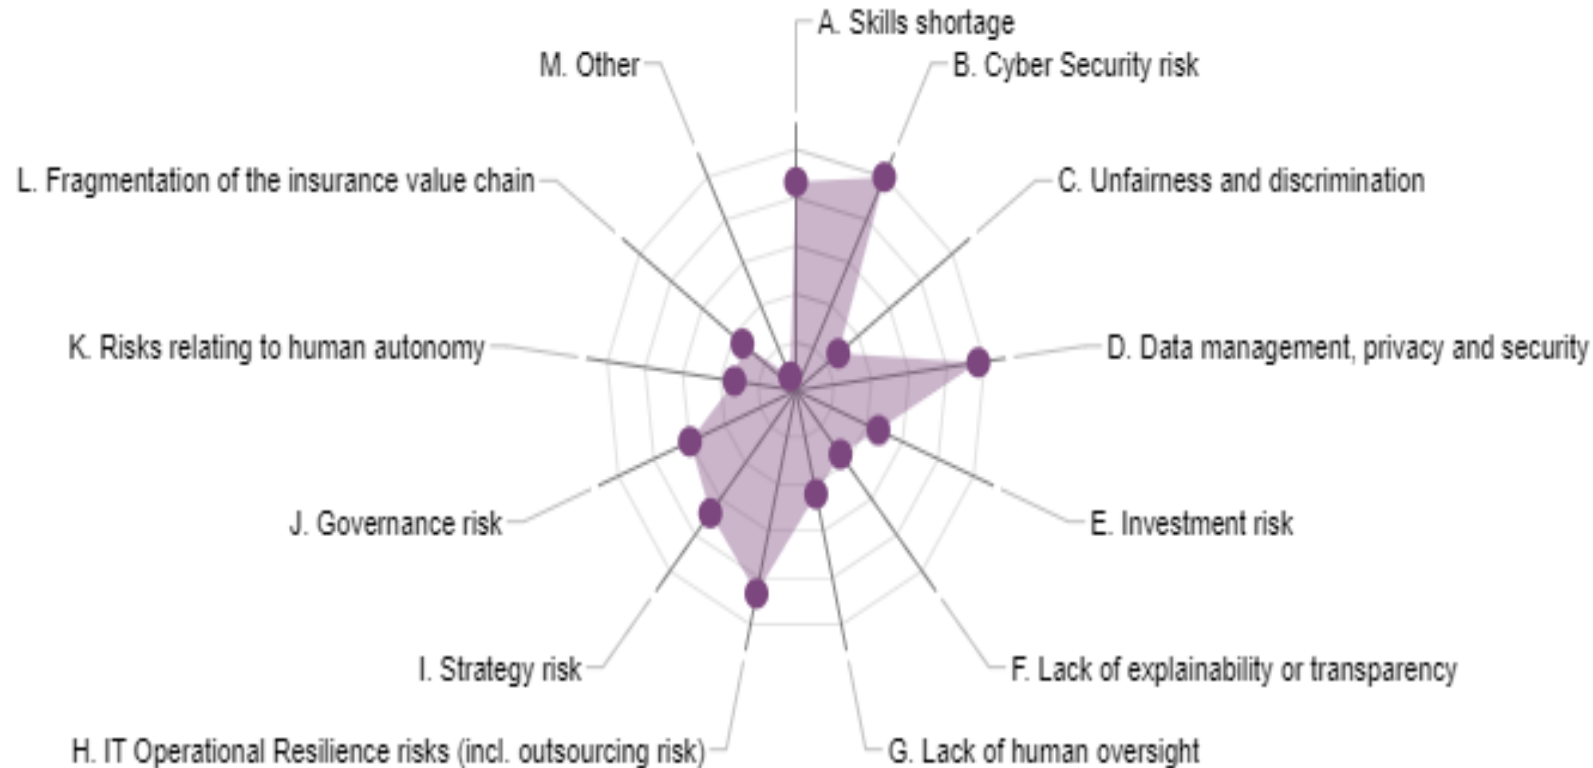 A. Skills shortage
B. Cyber Security risk
C. Unfairness and discrimination
D. Data management, privacy and security
E. Investment risk
F. Lack of explainability or transparency
G. Lack of human oversight
H. IT Operational Resilience risks (incl. outsourcing risk)
I. Strategy risk
J. Governance risk
K. Risks relating to human autonomy
L. Fragmentation of the insurance value chain
M. Other